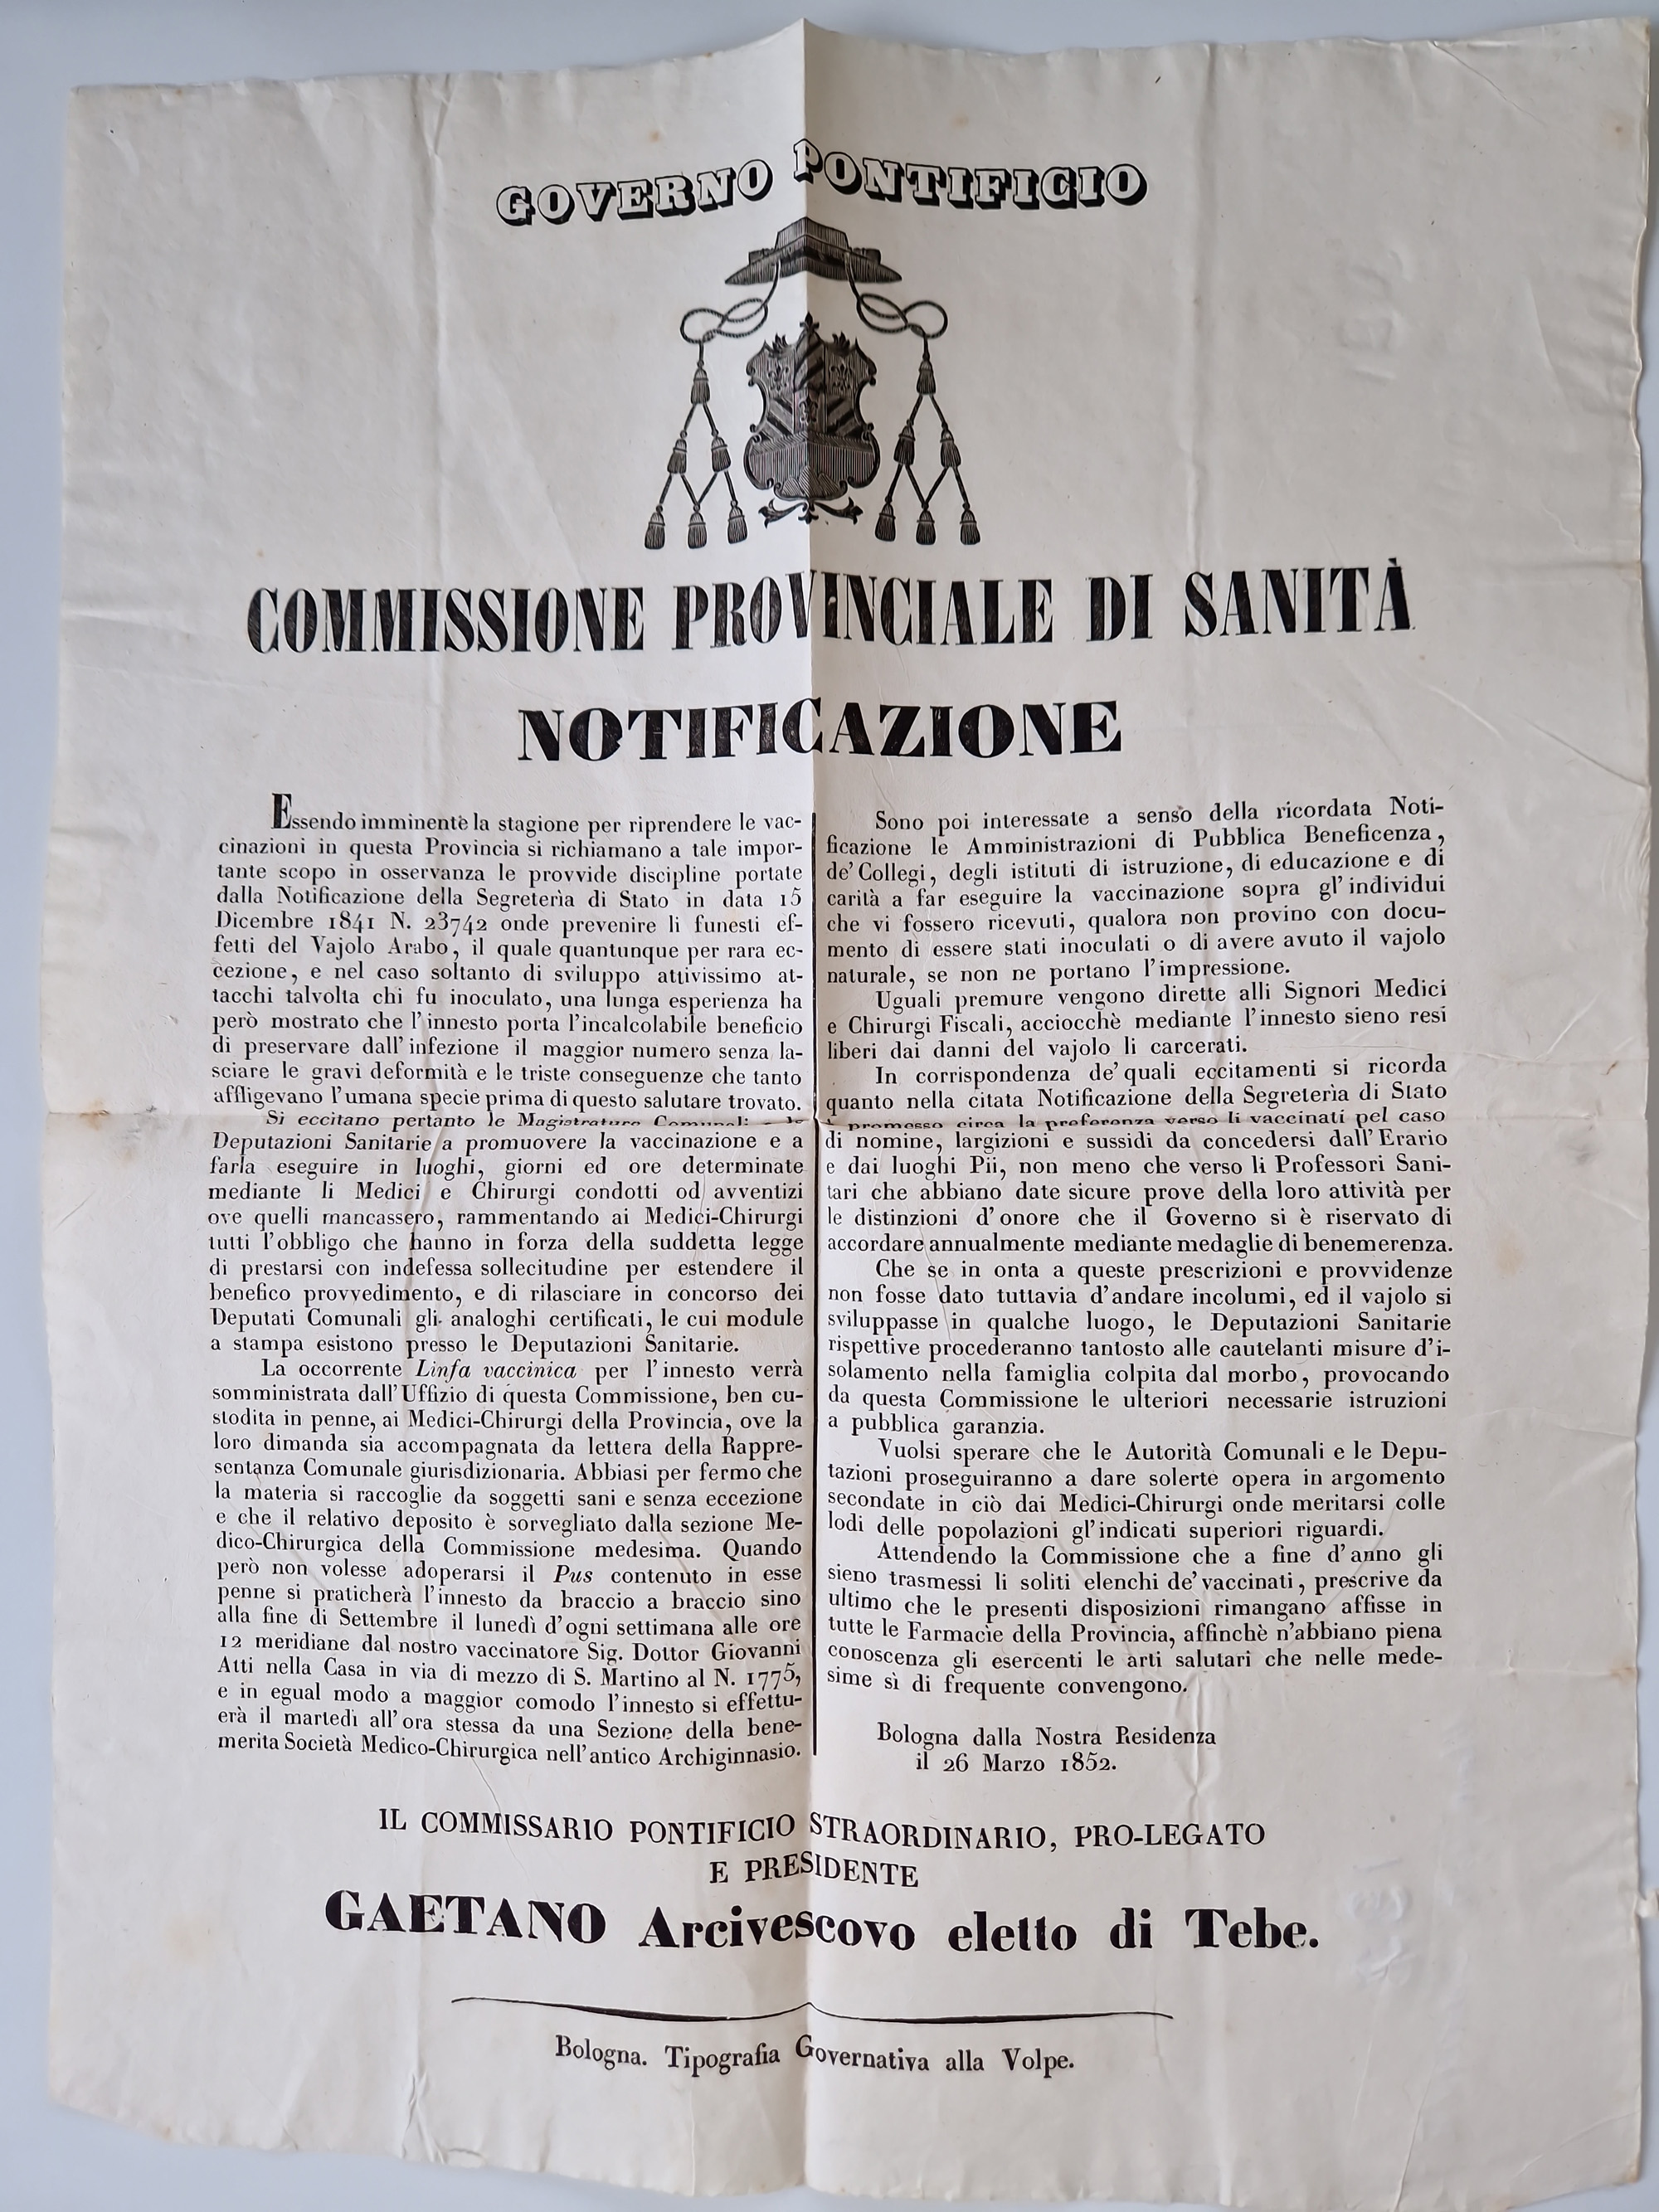 GOVERNO PONTIFICIO
COMMISSIONE PROVINCIALE DI SANITÀ
NOTIFICAZIONE
Essendo imminente la stagione per riprendere le vac-
cinazioni in questa Provincia si richiamano a tale impor-
tante scopo in osservanza le provvide discipline portate
dalla Notificazione della Segreterìa di Stato in data 15
Dicembre 1841 N. 23742 onde prevenire li funesti ef-
fetti del Vajolo Arabo, il quale quantunque per rara ec-
cezione, e nel caso soltanto di sviluppo attivissimo at-
tacchi talvolta chi fu inoculato, una lunga esperienza ha
però mostrato che l'innesto porta l'incalcolabile beneficio
di preservare dall'infezione il maggior numero senza la-
sciare le gravi deformità e le triste conseguenze che tanto
affligevano l'umana specie prima di questo salutare trovato.
Si eccitano pertanto le Magistrature Comunali e le
Deputazioni Sanitarie a promuovere la vaccinazione e a
farla eseguire in luoghi, giorni ed ore determinate
mediante li Medici e Chirurgi condotti od avventizi
ove quelli mancassero, rammentando ai Medici-Chirurgi
tutti l'obbligo che hanno in forza della suddetta legge
di prestarsi con indefessa sollecitudine per estendere il
benefico provvedimento, e di rilasciare in concorso dei
Deputati Comunali gli analoghi certificati, le cui module
a stampa esistono presso le Deputazioni Sanitarie.
La occorrente Linfa vaccinica per l'innesto verrà
somministrata dall'Uffizio di questa Commissione, ben cu-
stodita in penne, ai Medici-Chirurgi della Provincia, ove la
loro dimanda sia accompagnata da lettera della Rappre-
sentanza Comunale giurisdizionaria. Abbiasi per fermo che
la materia si raccoglie da soggetti sani e senza eccezione
e che il relativo deposito è sorvegliato dalla sezione Me-
dico-Chirurgica della Commissione medesima. Quando
però non volesse adoperarsi il Pus contenuto in esse
penne si praticherà l'innesto da braccio a braccio sino
alla fine di Settembre il lunedì d'ogni settimana alle ore
12 meridiane dal nostro vaccinatore Sig. Dottor Giovanni
Atti nella Casa in via di mezzo di S. Martino al N. 1775,
e in egual modo a maggior comodo l'innesto si effettu-
erà il martedì all'ora stessa da una Sezione della bene-
merita Società Medico-Chirurgica nell'antico Archiginnasio.
Sono poi interessate a senso della ricordata Noti-
ficazione le Amministrazioni di Pubblica Beneficenza,
de'Collegi, degli istituti di istruzione, di educazione e di
carità a far eseguire la vaccinazione sopra gl'individui
che vi fossero ricevuti, qualora non provino con docu-
mento di essere stati inoculati o di avere avuto il vajolo
naturale, se non ne portano l'impressione.
Uguali premure vengono dirette alli Signori Medici
e Chirurgi Fiscali, acciocchè mediante l'innesto sieno resi
liberi dai danni del vajolo li carcerati.
In corrispondenza de'quali eccitamenti si ricorda
quanto nella citata Notificazione della Segreterìa di Stato
è promesso circa la preferenza verso li vaccinati pel caso
di nomine, largizioni e sussidi da concedersi dall'Erario
e dai luoghi Pii, non meno che verso li Professori Sani-
tari che abbiano date sicure prove della loro attività per
le distinzioni d'onore che il Governo si è riservato di
accordare annualmente mediante medaglie di benemerenza.
Che se in onta a queste prescrizioni e provvidenze
non fosse dato tuttavia d'andare incolumi, ed il vajolo si
sviluppasse in qualche luogo, le Deputazioni Sanitarie
rispettive procederanno tantosto alle cautelanti misure d'i-
solamento nella famiglia colpita dal morbo, provocando
da questa Commissione le ulteriori necessarie istruzioni
a pubblica garanzia.
Vuolsi sperare che le Autorità Comunali e le Depu-
tazioni proseguiranno a dare solerte opera in argomento
secondate in ciò dai Medici-Chirurgi onde meritarsi colle
lodi delle popolazioni gl'indicati superiori riguardi.
Attendendo la Commissione che a fine d'anno gli
sieno trasmessi li soliti elenchi de'vaccinati, prescrive da
ultimo che le presenti disposizioni rimangano affisse in
tutte le Farmacìe della Provincia, affinchè n'abbiano piena
conoscenza gli esercenti le arti salutari che nelle mede-
sime sì di frequente convengono.
Bologna dalla Nostra Residenza
il 26 Marzo 1852.
IL COMMISSARIO PONTIFICIO STRAORDINARIO, PRO-LEGATO
E PRESIDENTE
GAETANO Arcivescovo eletto di Tebe.
Bologna. Tipografia Governativa alla Volpe.